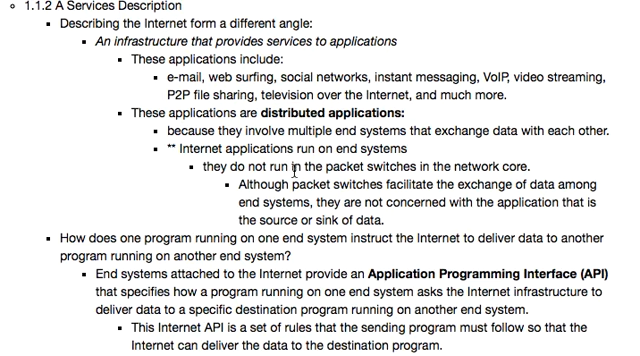 1.1.2 A Services Description
Describing the Internet form a different angle:
An infrastructure that provides services to applications
These applications include:
e-mail, web surfing, social networks, instant messaging, VoIP, video streaming,
P2P file sharing, television over the Internet, and much more.
These applications are distributed applications:
because they involve multiple end systems that exchange data with each other.
** Internet applications run on end systems
they do not run in the packet switches in the network core.
Although packet switches facilitate the exchange of data among
end systems, they are not concerned with the application that is
the source or sink of data.
How does one program running on one end system instruct the Internet to deliver data to another
program running on another end system?
End systems attached to the Internet provide an Application Programming Interface (API)
that specifies how a program running on one end system asks the Internet infrastructure to
deliver data to a specific destination program running on another end system.
This Internet API is a set of rules that the sending program must follow so that the
Internet can deliver the data to the destination program.